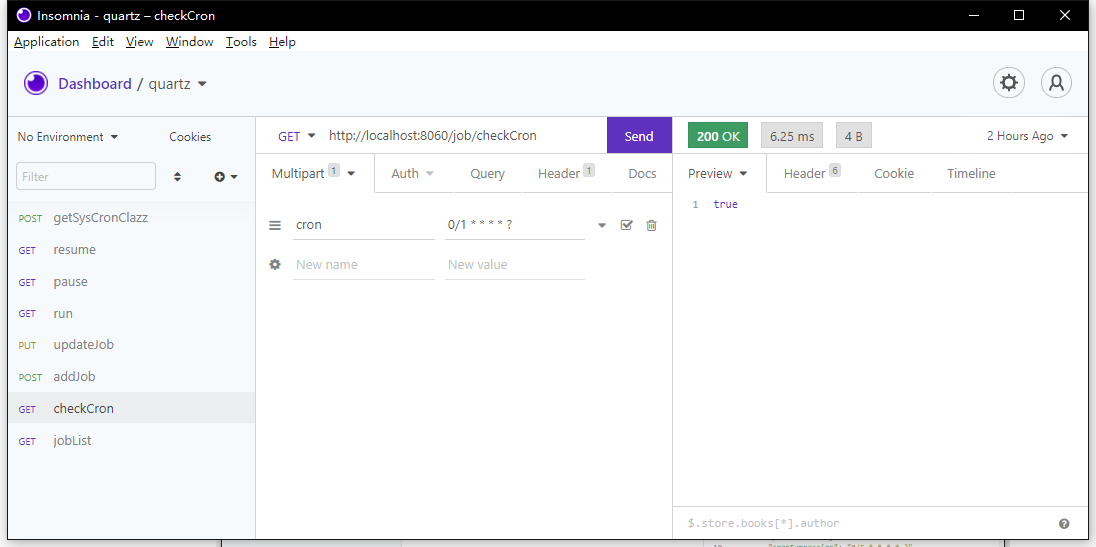 Insomnia - quartz – checkCron
Application Edit View Window Tools Help
Dashboard / quartz
No Environment Cookies
Filter
POST getSysCronClazz
GET resume
GET pause
GET run
PUT updateJob
POST addJob
GET checkCron
GET jobList
GET http://localhost:8060/job/checkCron Send
Multipart 1 Auth Query Header 1 Docs
cron 0/1 * * * * ?
New name New value
200 OK 6.25 ms 4 B 2 Hours Ago
Preview Header 6 Cookie Timeline
1 true
$.store.books[*].author